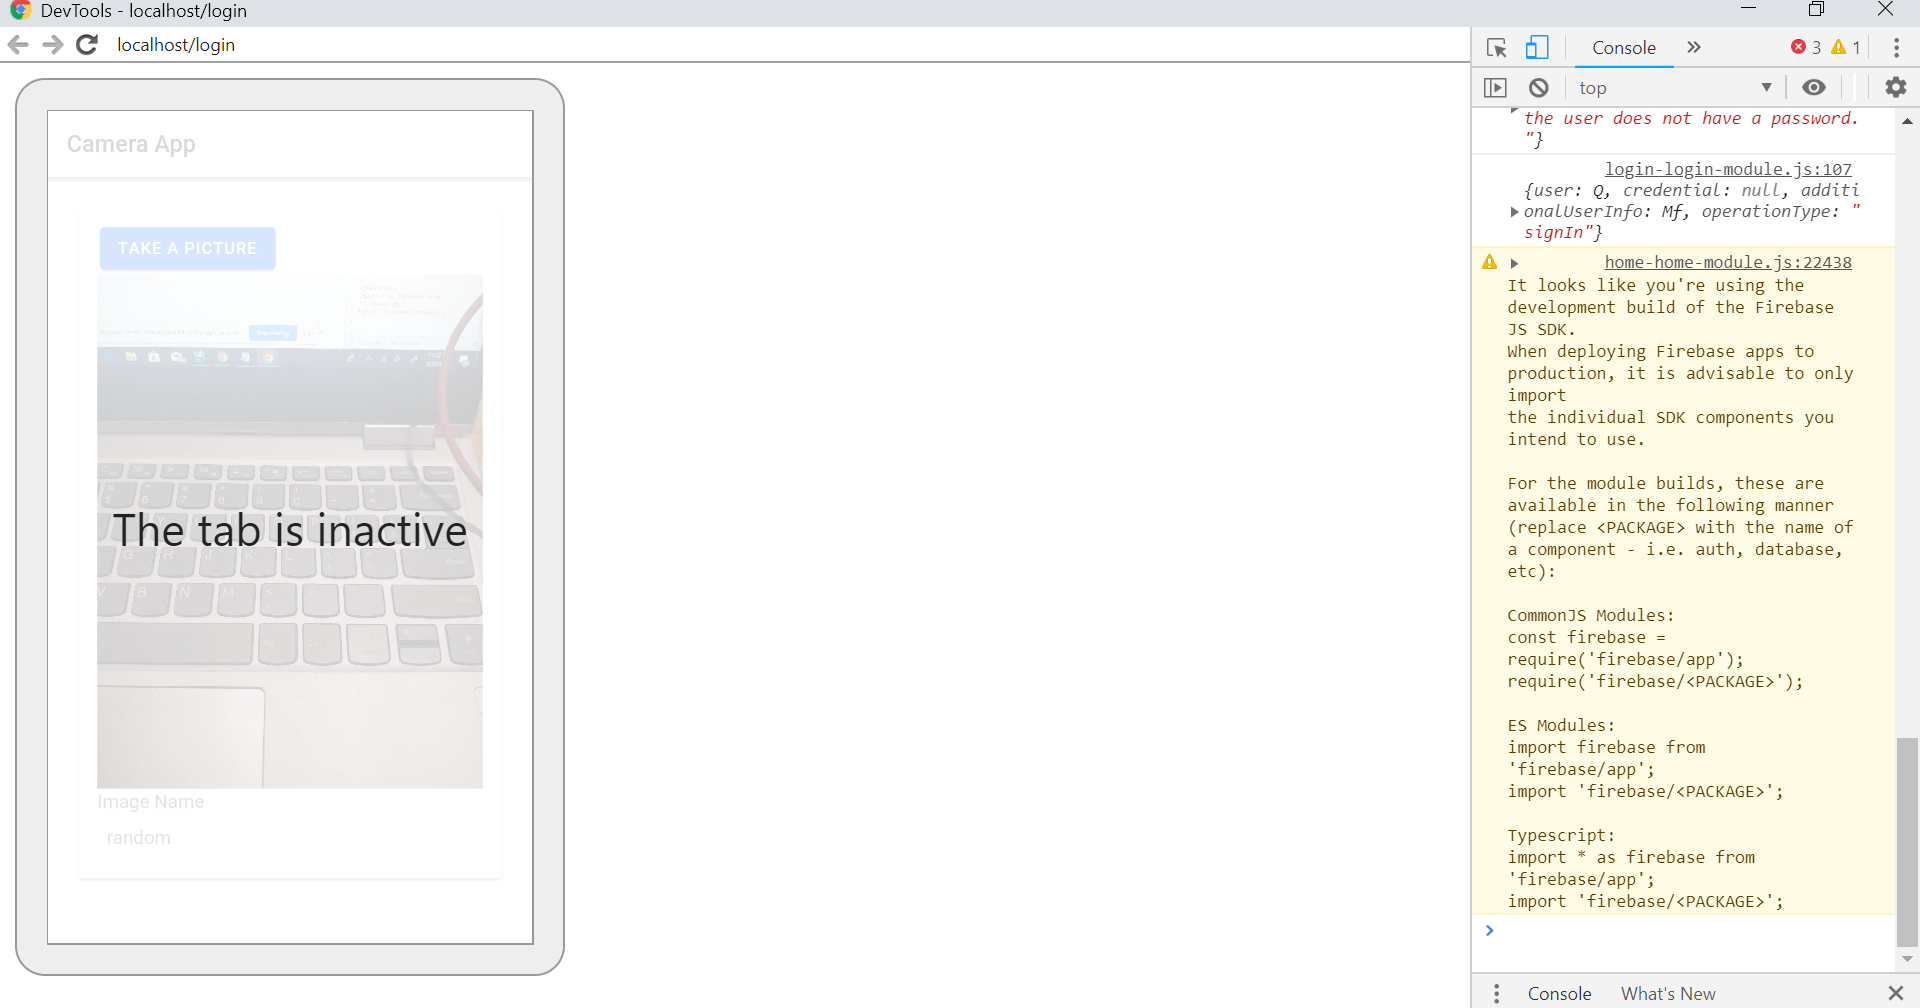 DevTools - localhost/login
localhost/login
Camera App
TAKE A PICTURE
The tab is inactive
Image Name
random
Console
3
1
top
the user does not have a password.
"}
login-login-module.js:107
{user: Q, credential: null, additi
onalUserInfo: Mf, operationType: "
signIn"}
home-home-module.js:22438
It looks like you're using the
development build of the Firebase
JS SDK.
When deploying Firebase apps to
production, it is advisable to only
import
the individual SDK components you
intend to use.
For the module builds, these are
available in the following manner
(replace <PACKAGE> with the name of
a component - i.e. auth, database,
etc):
CommonJS Modules:
const firebase =
require('firebase/app');
require('firebase/<PACKAGE>');
ES Modules:
import firebase from
'firebase/app';
import 'firebase/<PACKAGE>';
Typescript:
import * as firebase from
'firebase/app';
import 'firebase/<PACKAGE>';
Console
What's New